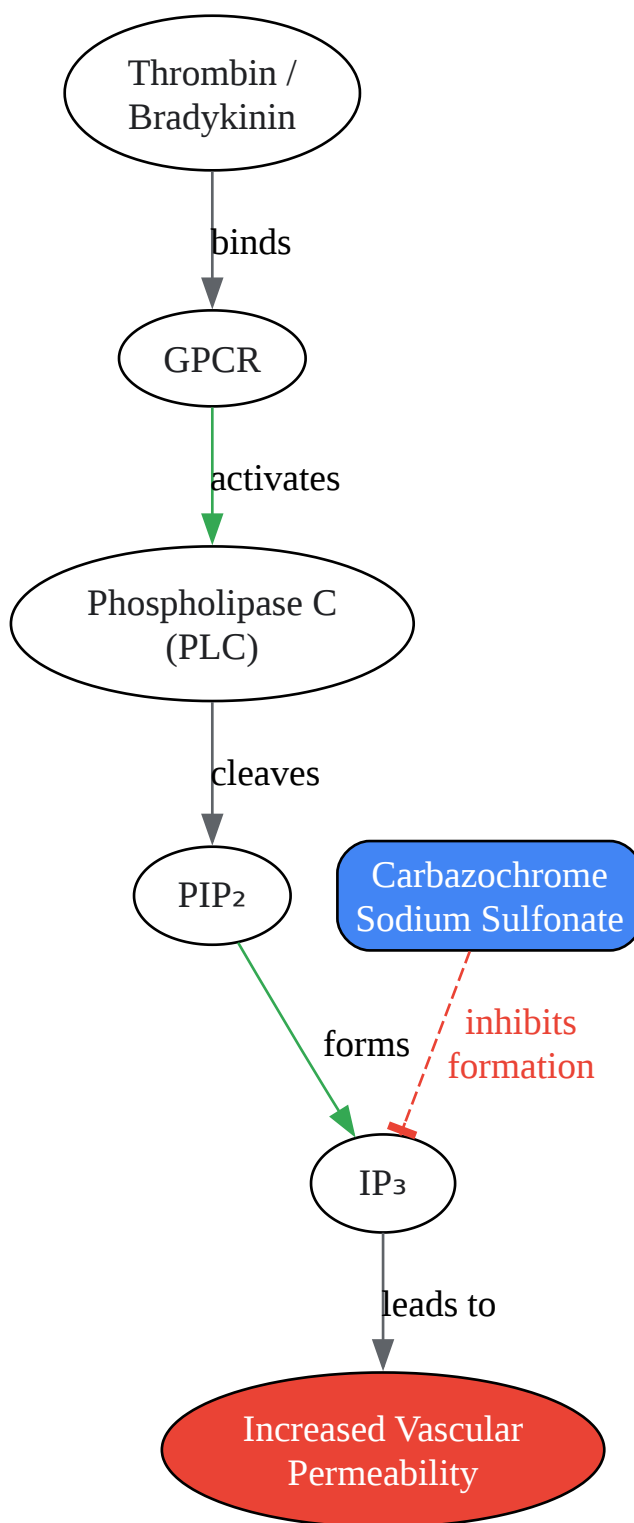 Thrombin /
Bradykinin
binds
GPCR
activates
Phospholipase C
(PLC)
cleaves
PIP₂
Carbazochrome
Sodium Sulfonate
forms
inhibits
formation
IP₃
leads to
Increased Vascular
Permeability